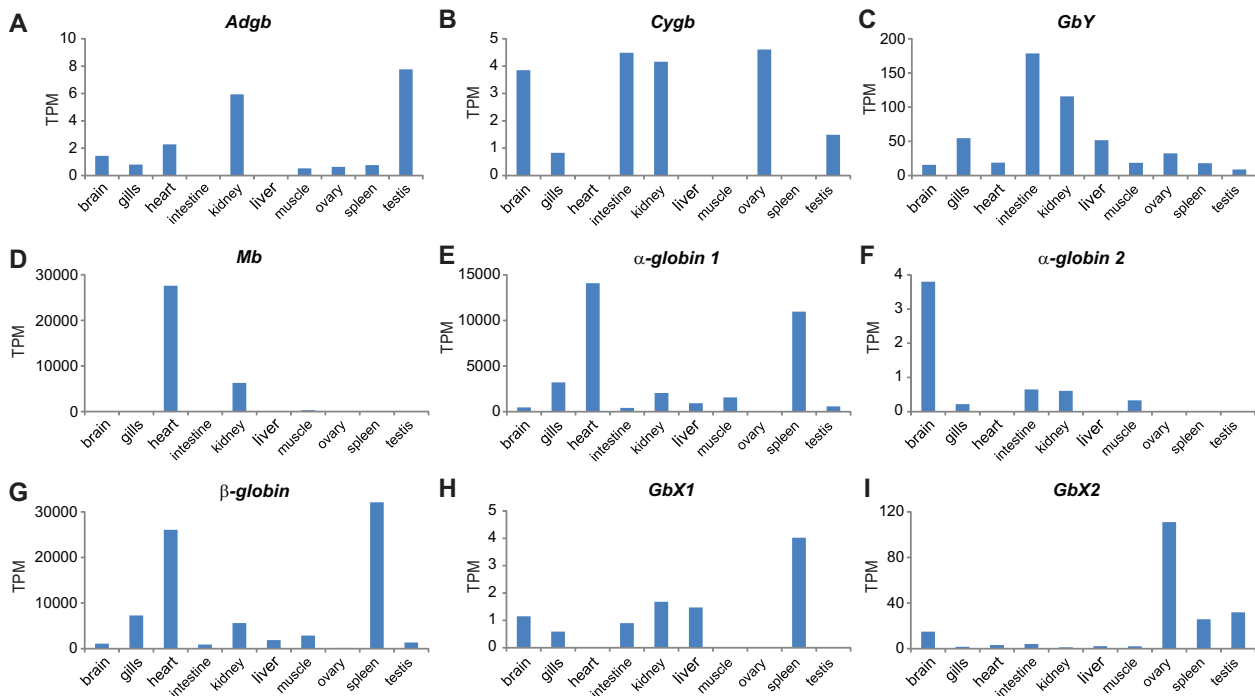 A
Adgb
TPM
10
8
6
4
2
0
brain
gills
heart
intestine
kidney
liver
muscle
ovary
spleen
testis
B
Cygb
TPM
5
4
3
2
1
0
brain
gills
heart
intestine
kidney
liver
muscle
ovary
spleen
testis
C
GbY
TPM
200
150
100
50
0
brain
gills
heart
intestine
kidney
liver
muscle
ovary
spleen
testis
D
Mb
TPM
30000
20000
10000
0
brain
gills
heart
intestine
kidney
liver
muscle
ovary
spleen
testis
E
α-globin 1
TPM
15000
10000
5000
0
brain
gills
heart
intestine
kidney
liver
muscle
ovary
spleen
testis
F
α-globin 2
TPM
4
3
2
1
0
brain
gills
heart
intestine
kidney
liver
muscle
ovary
spleen
testis
G
β-globin
TPM
30000
20000
10000
0
brain
gills
heart
intestine
kidney
liver
muscle
ovary
spleen
testis
H
GbX1
TPM
5
4
3
2
1
0
brain
gills
heart
intestine
kidney
liver
muscle
ovary
spleen
testis
I
GbX2
TPM
120
80
40
0
brain
gills
heart
intestine
kidney
liver
muscle
ovary
spleen
testis